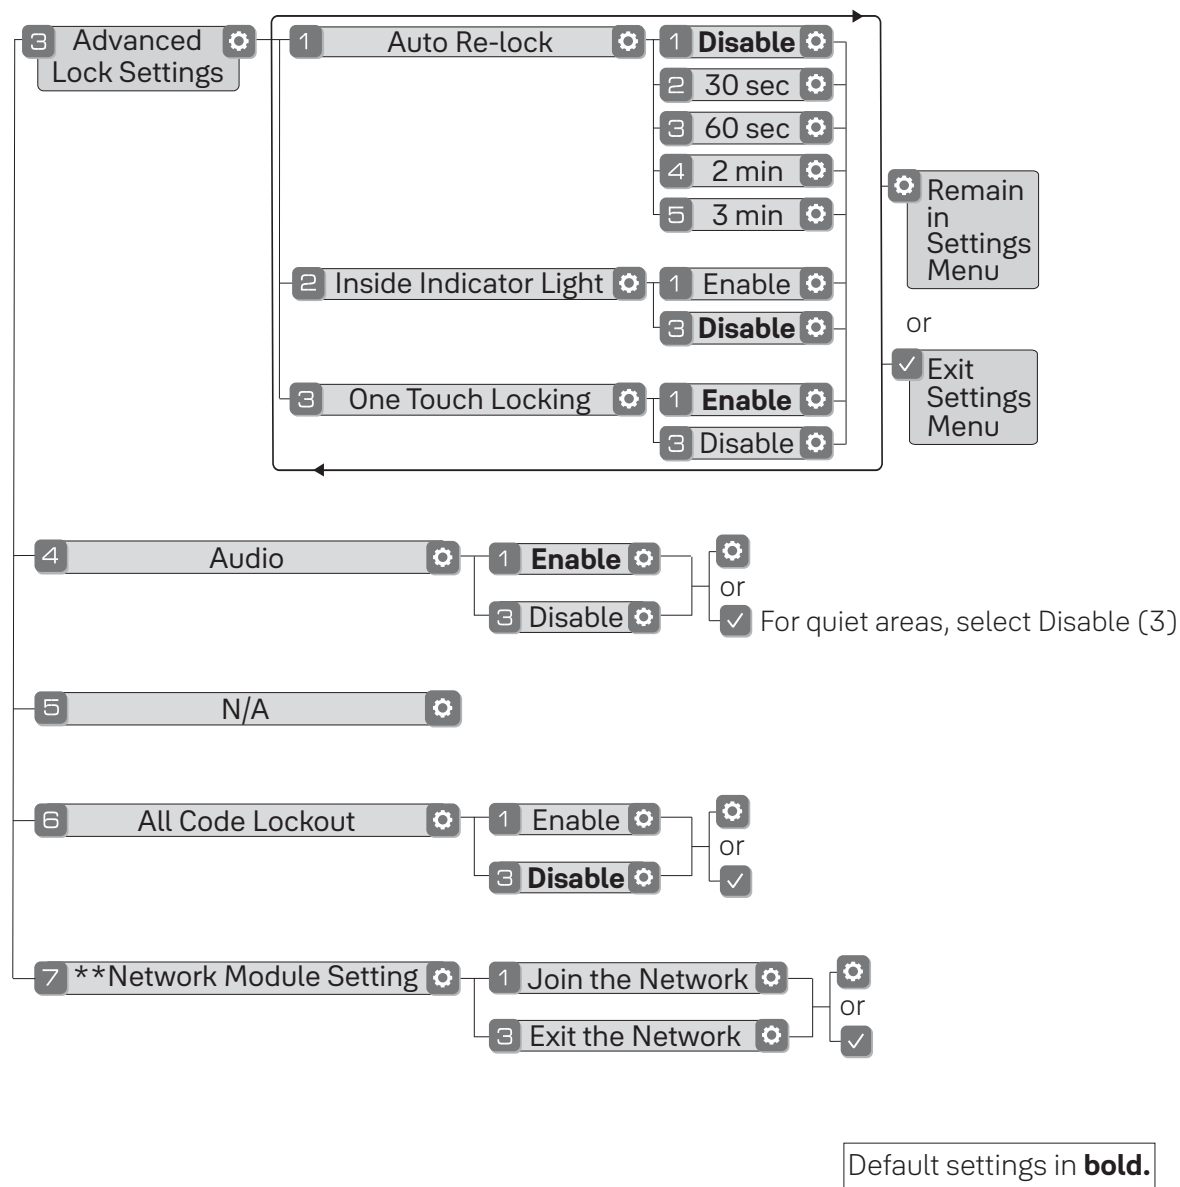 3 Advanced
Lock Settings
1 Auto Re-lock
1 Disable
2 30 sec
3 60 sec
4 2 min
5 3 min
2 Inside Indicator Light
1 Enable
3 Disable
3 One Touch Locking
1 Enable
3 Disable
Remain
in
Settings
Menu
or
Exit
Settings
Menu
4 Audio
1 Enable
3 Disable
or
For quiet areas, select Disable (3)
5 N/A
6 All Code Lockout
1 Enable
3 Disable
or
7 **Network Module Setting
1 Join the Network
3 Exit the Network
or
Default settings in bold.